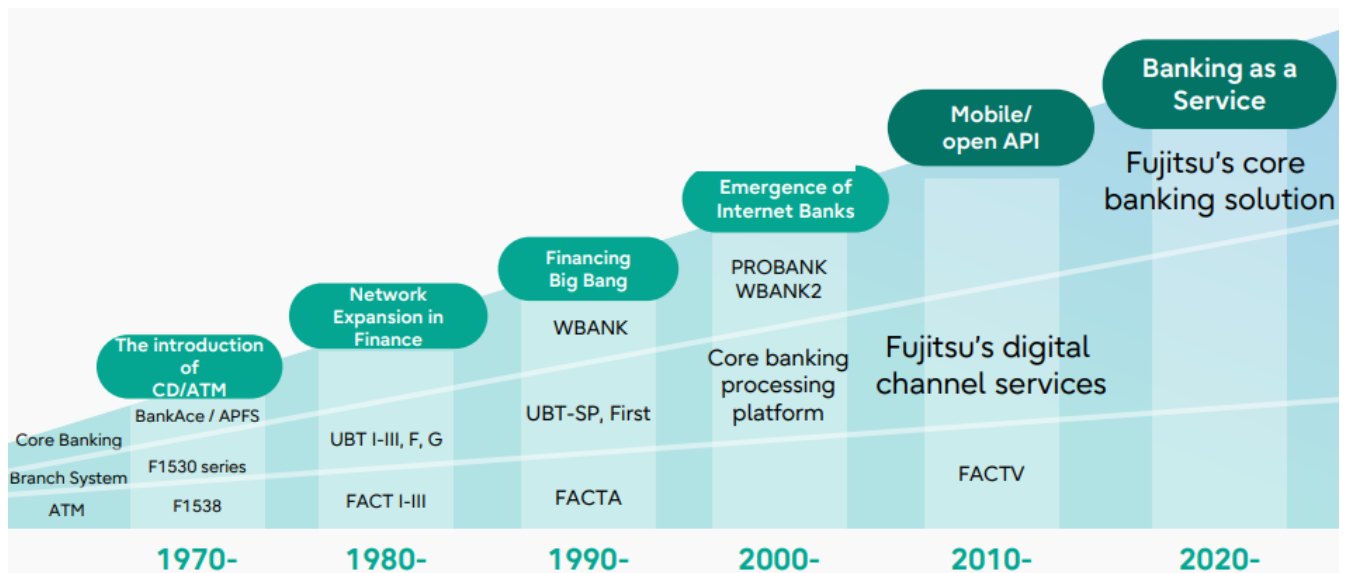 Banking as a
Service
Mobile/
open API
Fujitsu's core
banking solution
Emergence of
Internet Banks
Financing
Big Bang
PROBANK
WBANK2
Network
Expansion in
Finance
WBANK
The introduction
of
CD/ATM
Core banking
processing
platform
Fujitsu's digital
channel services
BankAce / APFS
UBT-SP, First
Core Banking
UBT I-III, F, G
F1530 series
Branch System
FACTV
ATM
F1538
FACT I-III
FACTA
1970-
1980-
1990-
2000-
2010-
2020-